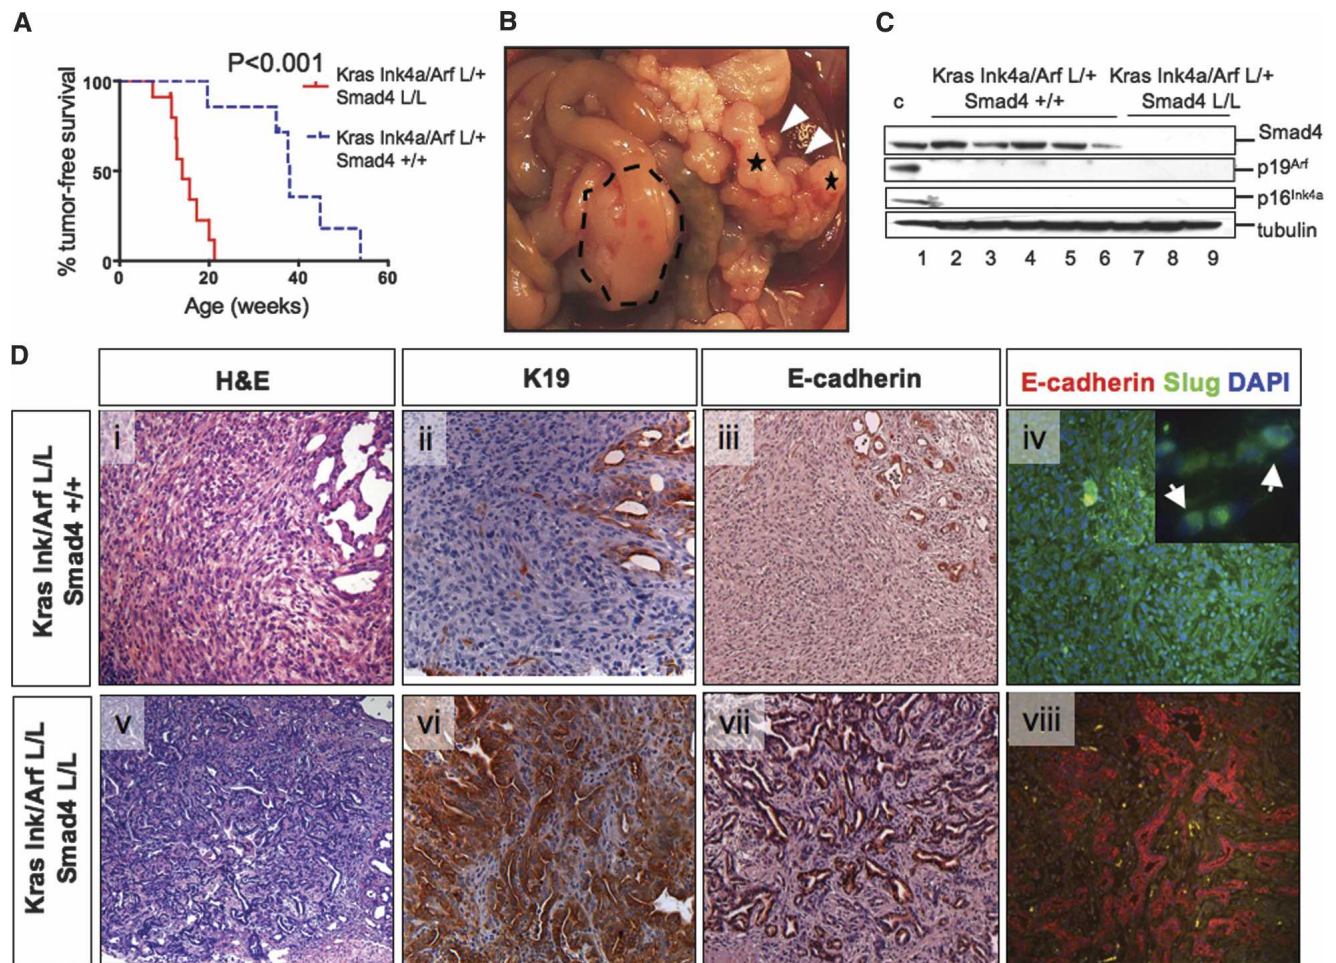 A
P<0.001
Kras Ink4a/Arf L/+
Smad4 L/L
Kras Ink4a/Arf L/+
Smad4 +/+
% tumor-free survival
100
50
0
0
20
40
60
Age (weeks)
B
C
Kras Ink4a/Arf L/+
Smad4 +/+
Kras Ink4a/Arf L/+
Smad4 L/L
c
Smad4
p19Arf
p16Ink4a
tubulin
1 2 3 4 5 6 7 8 9
D
H&E
K19
E-cadherin
E-cadherin Slug DAPI
Kras Ink/Arf L/L
Smad4 +/+
i
ii
iii
iv
Kras Ink/Arf L/L
Smad4 L/L
v
vi
vii
viii